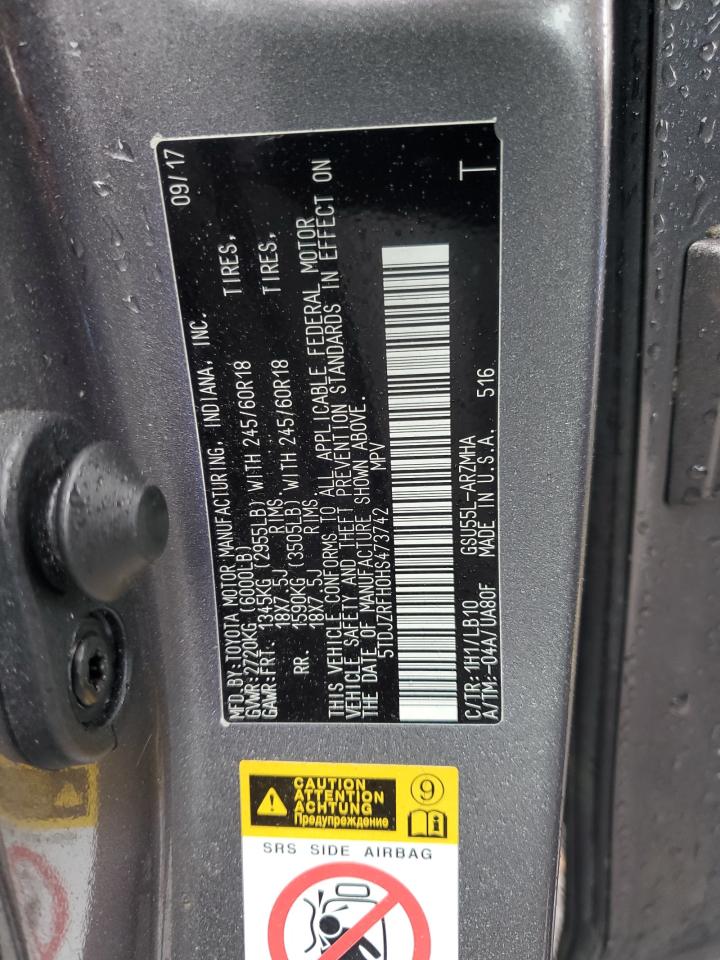 MFD. BY: TOYOTA MOTOR MANUFACTURING, INDIANA, INC. 09/17
GVWR: 2720KG (6000LB)
GAWR: FRT. 1345KG (2955LB) WITH 245/60R18 TIRES,
18X7.5J RIMS,
RR. 1590KG (3505LB) WITH 245/60R18 TIRES,
18X7.5J RIMS.
THIS VEHICLE CONFORMS TO ALL APPLICABLE FEDERAL MOTOR
VEHICLE SAFETY AND THEFT PREVENTION STANDARDS IN EFFECT ON
THE DATE OF MANUFACTURE SHOWN ABOVE.
5TDJZRFH0HS473742 MPV
C/TR: 1H1/LB10 GSU55L-ARZMHA
A/TM: -04A/UA80F MADE IN U.S.A. 516 T
CAUTION
ATTENTION
ACHTUNG
Предупреждение
9
SRS SIDE AIRBAG